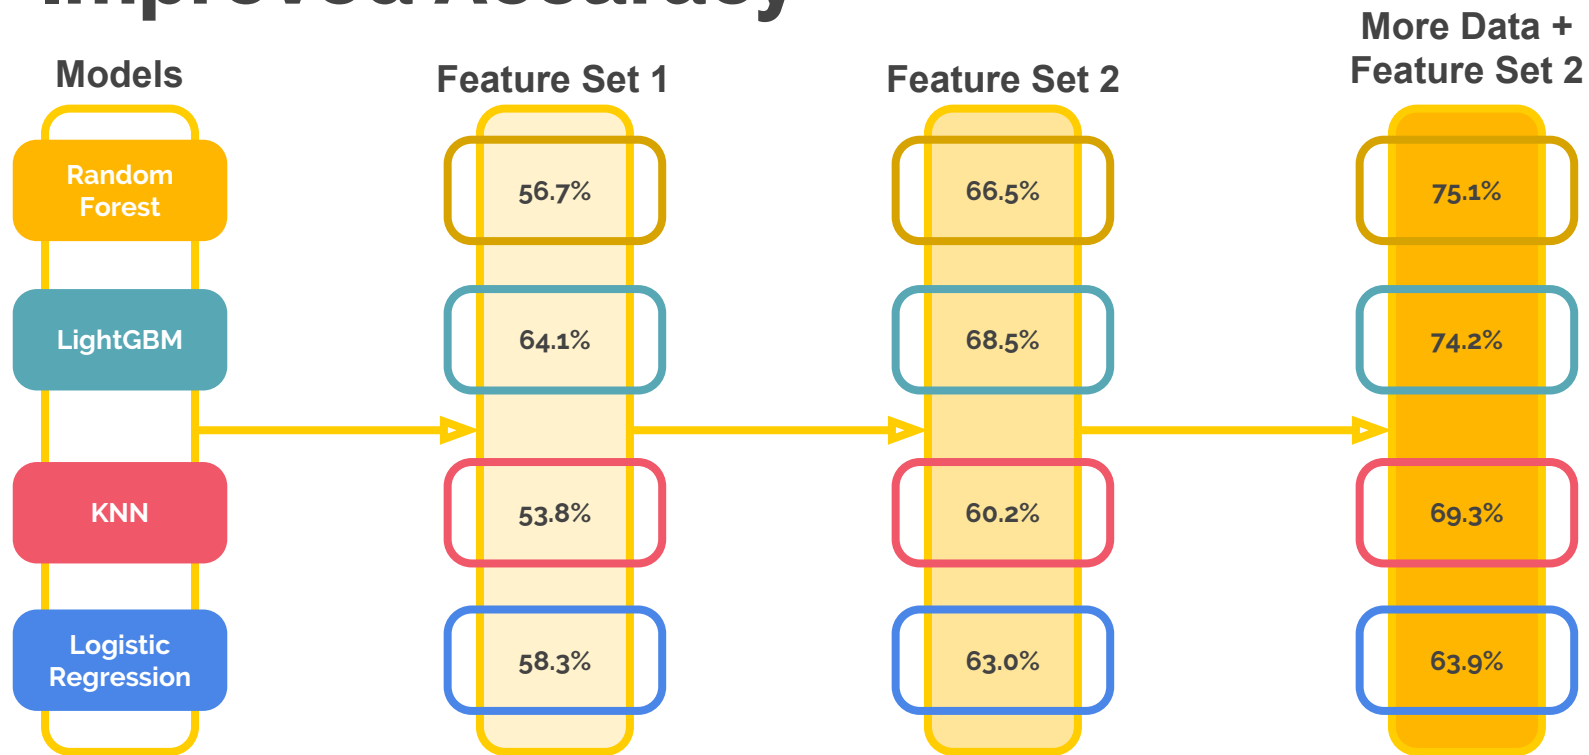 Improved Accuracy
Models
Feature Set 1
Feature Set 2
More Data +
Feature Set 2
Random
Forest
56.7%
66.5%
75.1%
LightGBM
64.1%
68.5%
74.2%
KNN
53.8%
60.2%
69.3%
Logistic
Regression
58.3%
63.0%
63.9%